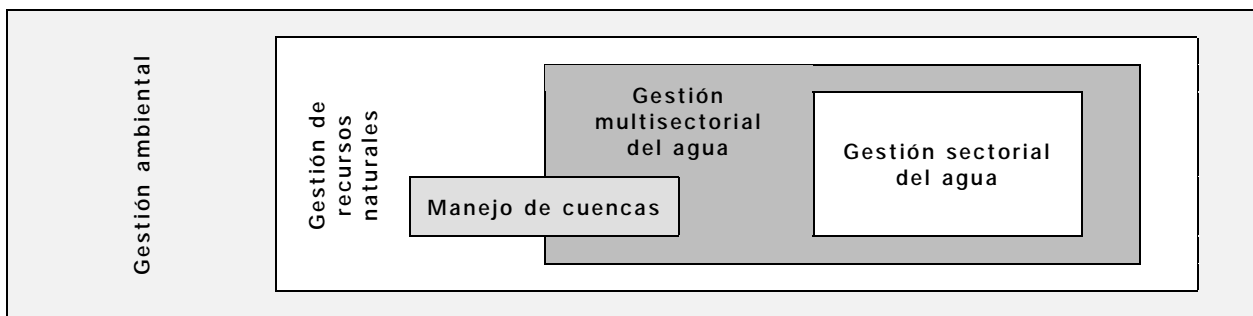 Gestión ambiental
Gestión de
recursos
naturales
Gestión
multisectorial
del agua
Manejo de cuencas
Gestión sectorial
del agua